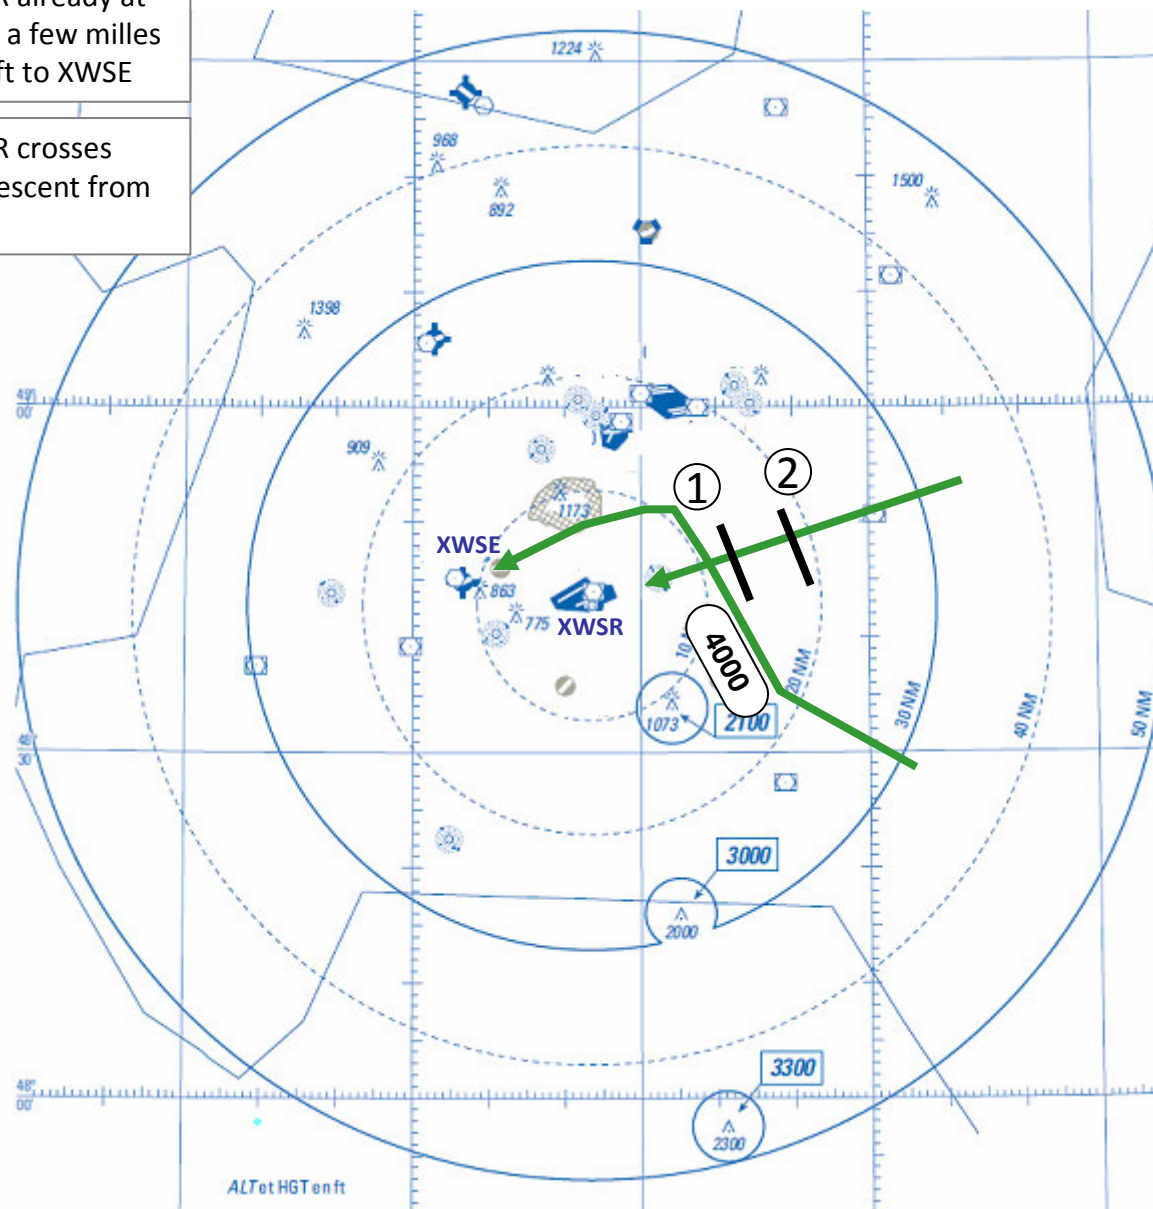 R already at
a few milles
ft to XWSE
R crosses
escent from
1224
968
892
1500
1398
49°
00'
909
1
2
1173
XWSE
863
775
XWSR
4000
10 N
20 NM
30 NM
40 NM
50 NM
1073
2100
48
30'
3000
2000
48°
00'
3300
2300
ALT et HGT en ft